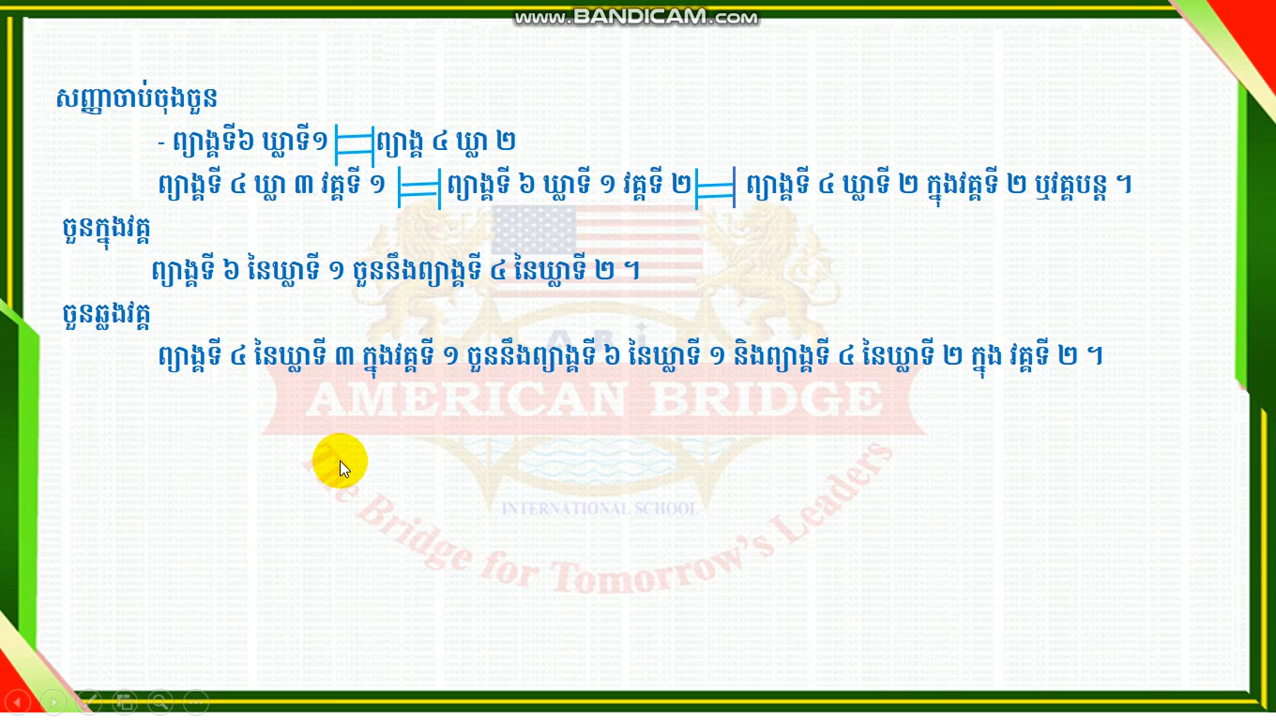 www.BANDICAM.com
សញ្ញាចាប់ចុងចួន
- ព្យាង្គទី៦ ឃ្លាទី១ ព្យាង្គ ៤ ឃ្លា ២
ព្យាង្គទី ៤ ឃ្លា ៣ វគ្គទី ១ ព្យាង្គទី ៦ ឃ្លាទី ១ វគ្គទី ២ ព្យាង្គទី ៤ ឃ្លាទី ២ ក្នុងវគ្គទី ២ ឬវគ្គបន្ត ។
ចួនក្នុងវគ្គ
ព្យាង្គទី ៦ នៃឃ្លាទី ១ ចួននឹងព្យាង្គទី ៤ នៃឃ្លាទី ២ ។
ចួនឆ្លងវគ្គ
A B i
ព្យាង្គទី ៤ នៃឃ្លាទី ៣ ក្នុងវគ្គទី ១ ចួននឹងព្យាង្គទី ៦ នៃឃ្លាទី ១ និងព្យាង្គទី ៤ នៃឃ្លាទី ២ ក្នុង វគ្គទី ២ ។
AMERICAN BRIDGE
INTERNATIONAL SCHOOL
The Bridge for Tomorrow's Leaders